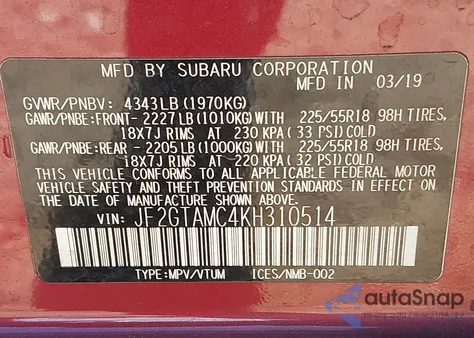 MFD BY SUBARU CORPORATION
MFD IN 03/19
GVWR/PNBV: 4343LB (1970KG)
GAWR/PNBE:FRONT- 2227 LB (1010KG) WITH 225/55R18 98H TIRES,
18X7J RIMS AT 230 KPA ( 33 PSI) COLD
GAWR/PNBE:REAR - 2205 LB (1000KG) WITH 225/55R18 98H TIRES,
18X7J RIMS AT 220 KPA ( 32 PSI) COLD
THIS VEHICLE CONFORMS TO ALL APPLICABLE FEDERAL MOTOR
VEHICLE SAFETY AND BUMPER STANDARDS IN EFFECT ON THE
DATE OF MANUFACTURE SHOWN ABOVE.
VIN: JF2GTAMC4KH310514
TYPE:MPV/VTUM ICES/NMB-002
autoSnap